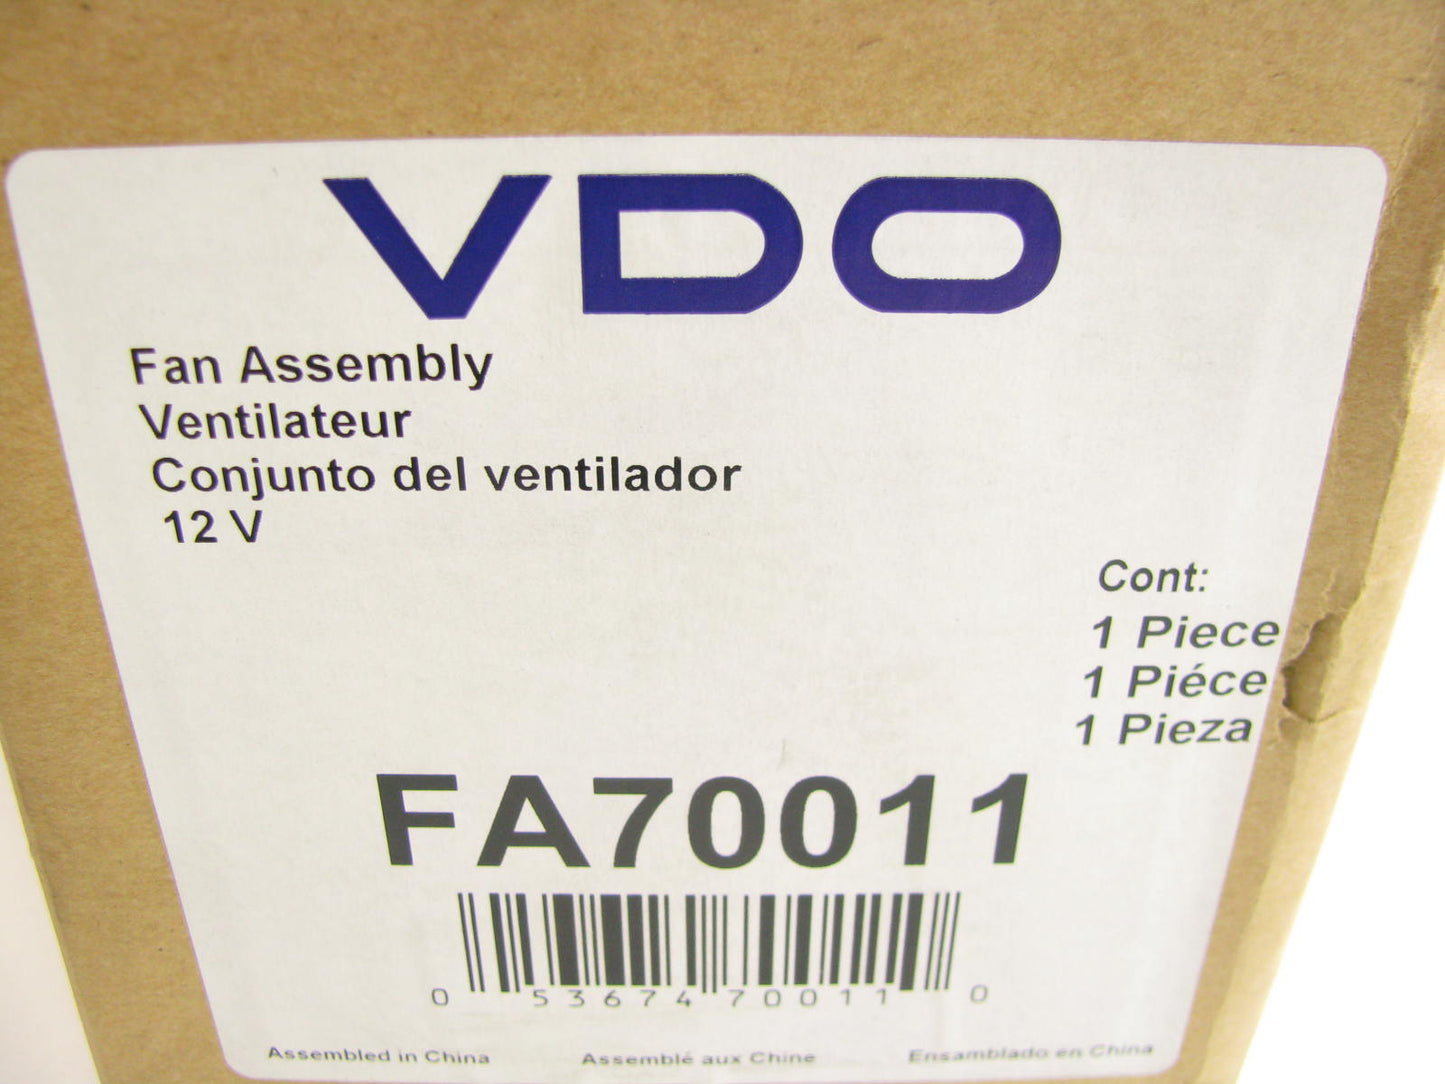 VDO
Fan Assembly
Ventilateur
Conjunto del ventilador
12 V
Cont:
1 Piece
1 Piéce
1 Pieza
FA70011
0 53674 70011 0
Assembled in China Assemblé aux Chine Ensamblado en China